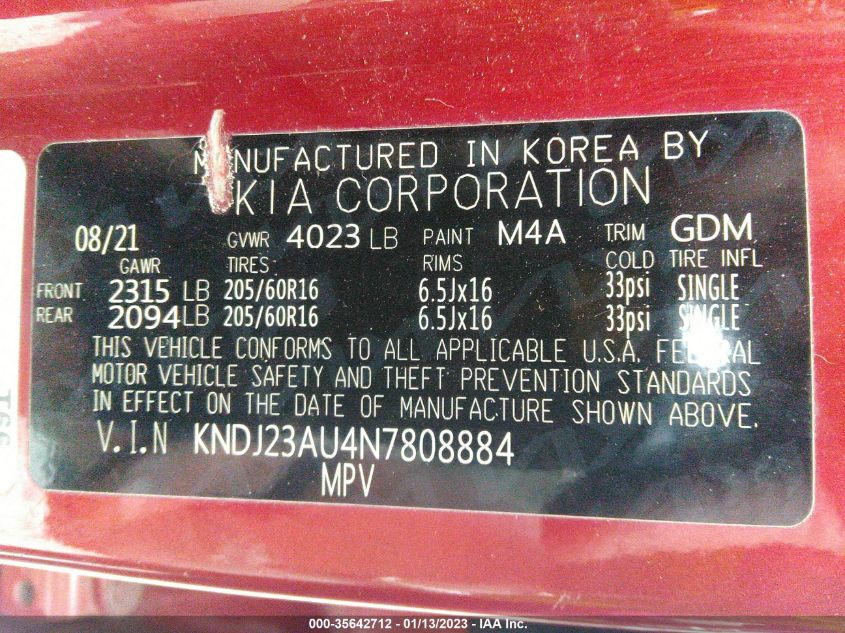 MANUFACTURED IN KOREA BY
KIA CORPORATION
08/21 GVWR 4023 LB PAINT M4A TRIM GDM
GAWR TIRES RIMS COLD TIRE INFL
FRONT 2315 LB 205/60R16 6.5Jx16 33psi SINGLE
REAR 2094 LB 205/60R16 6.5Jx16 33psi SINGLE
THIS VEHICLE CONFORMS TO ALL APPLICABLE U.S.A. FEDERAL
MOTOR VEHICLE SAFETY AND THEFT PREVENTION STANDARDS
IN EFFECT ON THE DATE OF MANUFACTURE SHOWN ABOVE.
V.I.N KNDJ23AU4N7808884
MPV
000-35642712 - 01/13/2023 - IAA Inc.